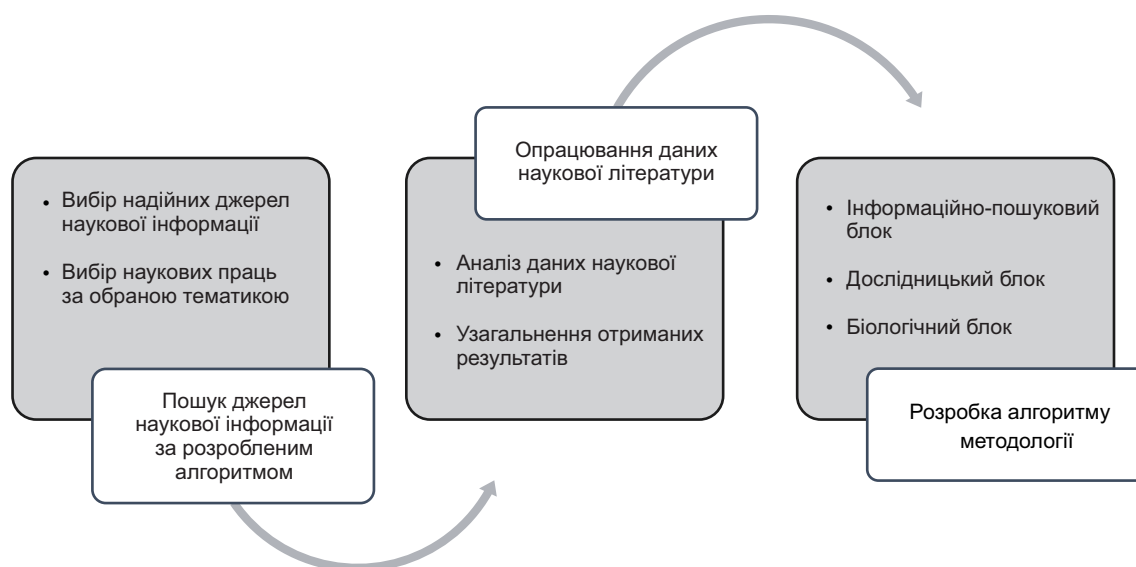 • Вибір надійних джерел
наукової інформації
• Вибір наукових праць
за обраною тематикою
Пошук джерел
наукової інформації
за розробленим
алгоритмом
Опрацювання даних
наукової літератури
• Аналіз даних наукової
літератури
• Узагальнення отриманих
результатів
• Інформаційно-пошуковий
блок
• Дослідницький блок
• Біологічний блок
Розробка алгоритму
методології